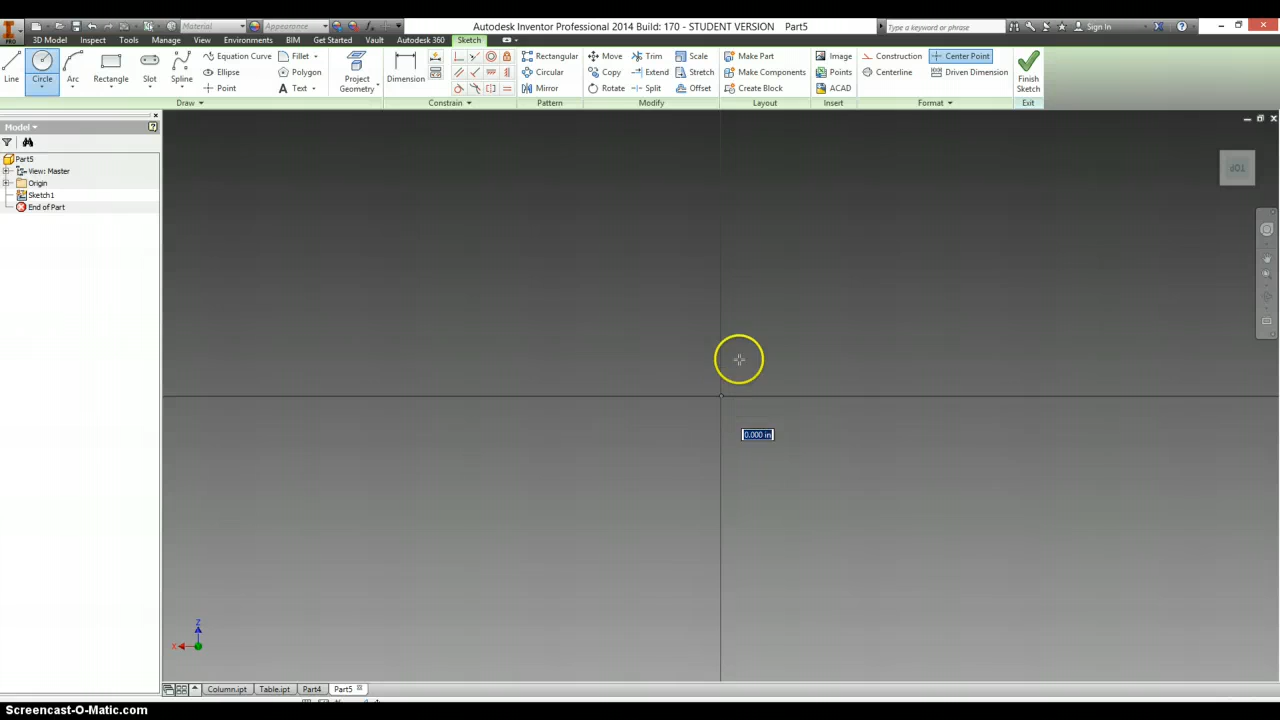 Material Appearance fx Autodesk Inventor Professional 2014 Build: 170 - STUDENT VERSION Part5 Type a keyword or phrase Sign In
PRO 3D Model Inspect Tools Manage View Environments BIM Get Started Vault Autodesk 360 Sketch
Line Circle Arc Rectangle Slot Spline
Equation Curve Fillet
Ellipse Polygon
Point Text
Project Geometry
Dimension
Rectangular
Circular
Mirror
Move Trim Scale
Copy Extend Stretch
Rotate Split Offset
Make Part
Make Components
Create Block
Image
Points
ACAD
Construction Center Point
Centerline Driven Dimension
Finish Sketch
Draw Constrain Pattern Modify Layout Insert Format Exit
Model
Part5
View: Master
Origin
Sketch1
End of Part
TOP
0.000 in
Z
X
Column.ipt Table.ipt Part4 Part5
Screencast-O-Matic.com